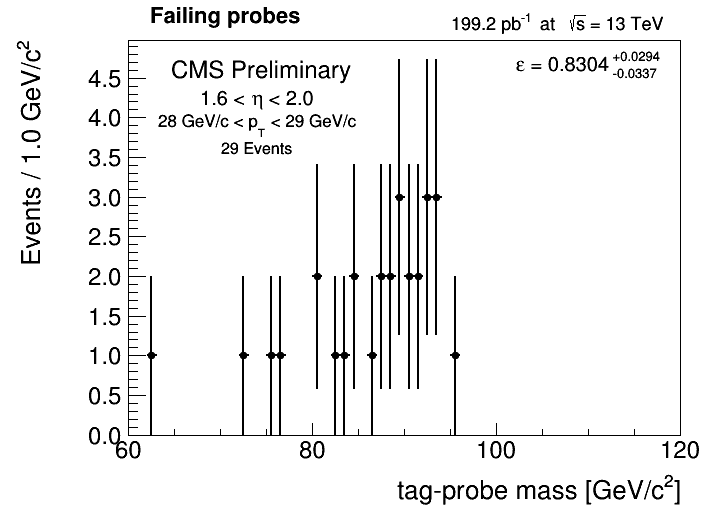 Failing probes
199.2 pb⁻¹ at √s = 13 TeV
CMS Preliminary
1.6 < η < 2.0
28 GeV/c < p_T < 29 GeV/c
29 Events
ε = 0.8304 +0.0294 -0.0337
Events / 1.0 GeV/c²
4.5
4.0
3.5
3.0
2.5
2.0
1.5
1.0
0.5
0.0
60 80 100 120
tag-probe mass [GeV/c²]